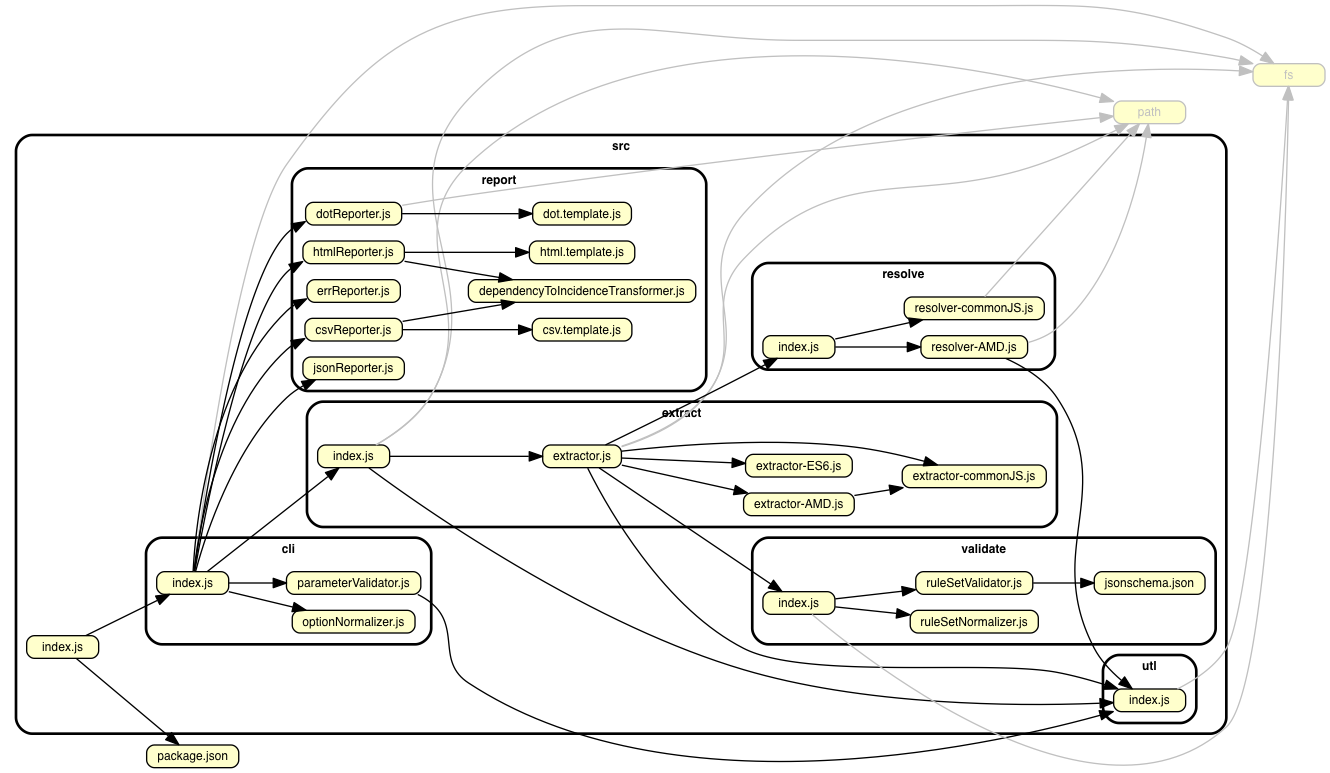 fs
path
src
report
dotReporter.js
dot.template.js
htmlReporter.js
html.template.js
errReporter.js
dependencyToIncidenceTransformer.js
csvReporter.js
csv.template.js
jsonReporter.js
resolve
resolver-commonJS.js
index.js
resolver-AMD.js
extract
index.js
extractor.js
extractor-ES6.js
extractor-commonJS.js
extractor-AMD.js
cli
index.js
parameterValidator.js
optionNormalizer.js
validate
index.js
ruleSetValidator.js
jsonschema.json
ruleSetNormalizer.js
index.js
utl
index.js
package.json